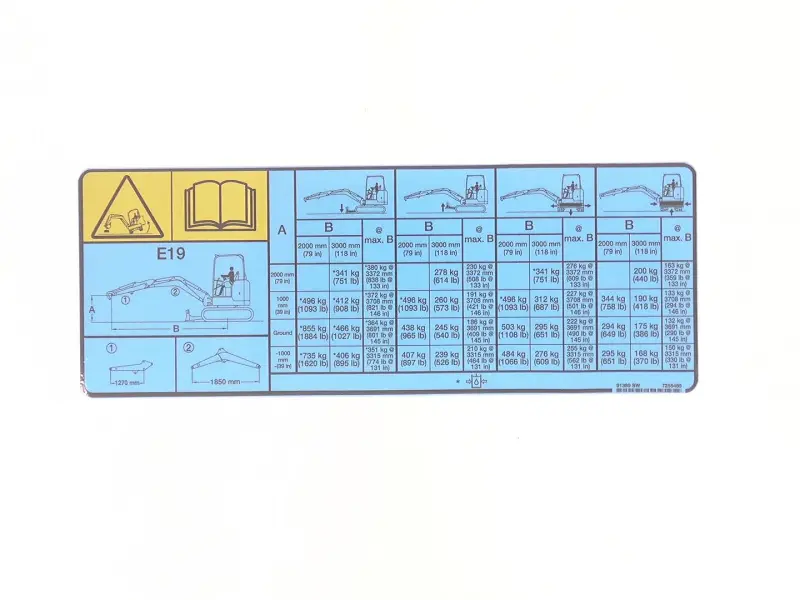 E19
A
B
1
2
1
1270 mm
2
1850 mm
A
B @ max. B B @ max. B B @ max. B B @ max. B
2000 mm 3000 mm 2000 mm 3000 mm 2000 mm 3000 mm 2000 mm 3000 mm
(79 in) (118 in) (79 in) (118 in) (79 in) (118 in) (79 in) (118 in)
2000 mm (79 in)
*341 kg (751 lb)
*380 kg @ 3372 mm (838 lb @ 133 in)
278 kg (614 lb)
230 kg @ 3372 mm (508 lb @ 133 in)
*341 kg (751 lb)
276 kg @ 3372 mm (609 lb @ 133 in)
200 kg (440 lb)
163 kg @ 3372 mm (359 lb @ 133 in)
1000 mm (39 in)
*496 kg (1093 lb)
*412 kg (908 lb)
*372 kg @ 3708 mm (821 lb @ 146 in)
*496 kg (1093 lb)
260 kg (573 lb)
191 kg @ 3708 mm (421 lb @ 146 in)
*496 kg (1093 lb)
312 kg (687 lb)
227 kg @ 3708 mm (501 lb @ 146 in)
344 kg (758 lb)
190 kg (418 lb)
133 kg @ 3708 mm (294 lb @ 146 in)
Ground
*855 kg (1884 lb)
*466 kg (1027 lb)
*364 kg @ 3691 mm (801 lb @ 145 in)
438 kg (965 lb)
245 kg (540 lb)
186 kg @ 3691 mm (409 lb @ 145 in)
503 kg (1108 lb)
295 kg (651 lb)
222 kg @ 3691 mm (490 lb @ 145 in)
294 kg (649 lb)
175 kg (386 lb)
132 kg @ 3691 mm (290 lb @ 145 in)
-1000 mm -(39 in)
*735 kg (1620 lb)
*406 kg (895 lb)
*351 kg @ 3315 mm (774 lb @ 131 in)
407 kg (897 lb)
239 kg (526 lb)
210 kg @ 3315 mm (464 lb @ 131 in)
484 kg (1066 lb)
276 kg (609 lb)
255 kg @ 3315 mm (562 lb @ 131 in)
295 kg (651 lb)
168 kg (370 lb)
150 kg @ 3315 mm (330 lb @ 131 in)
*